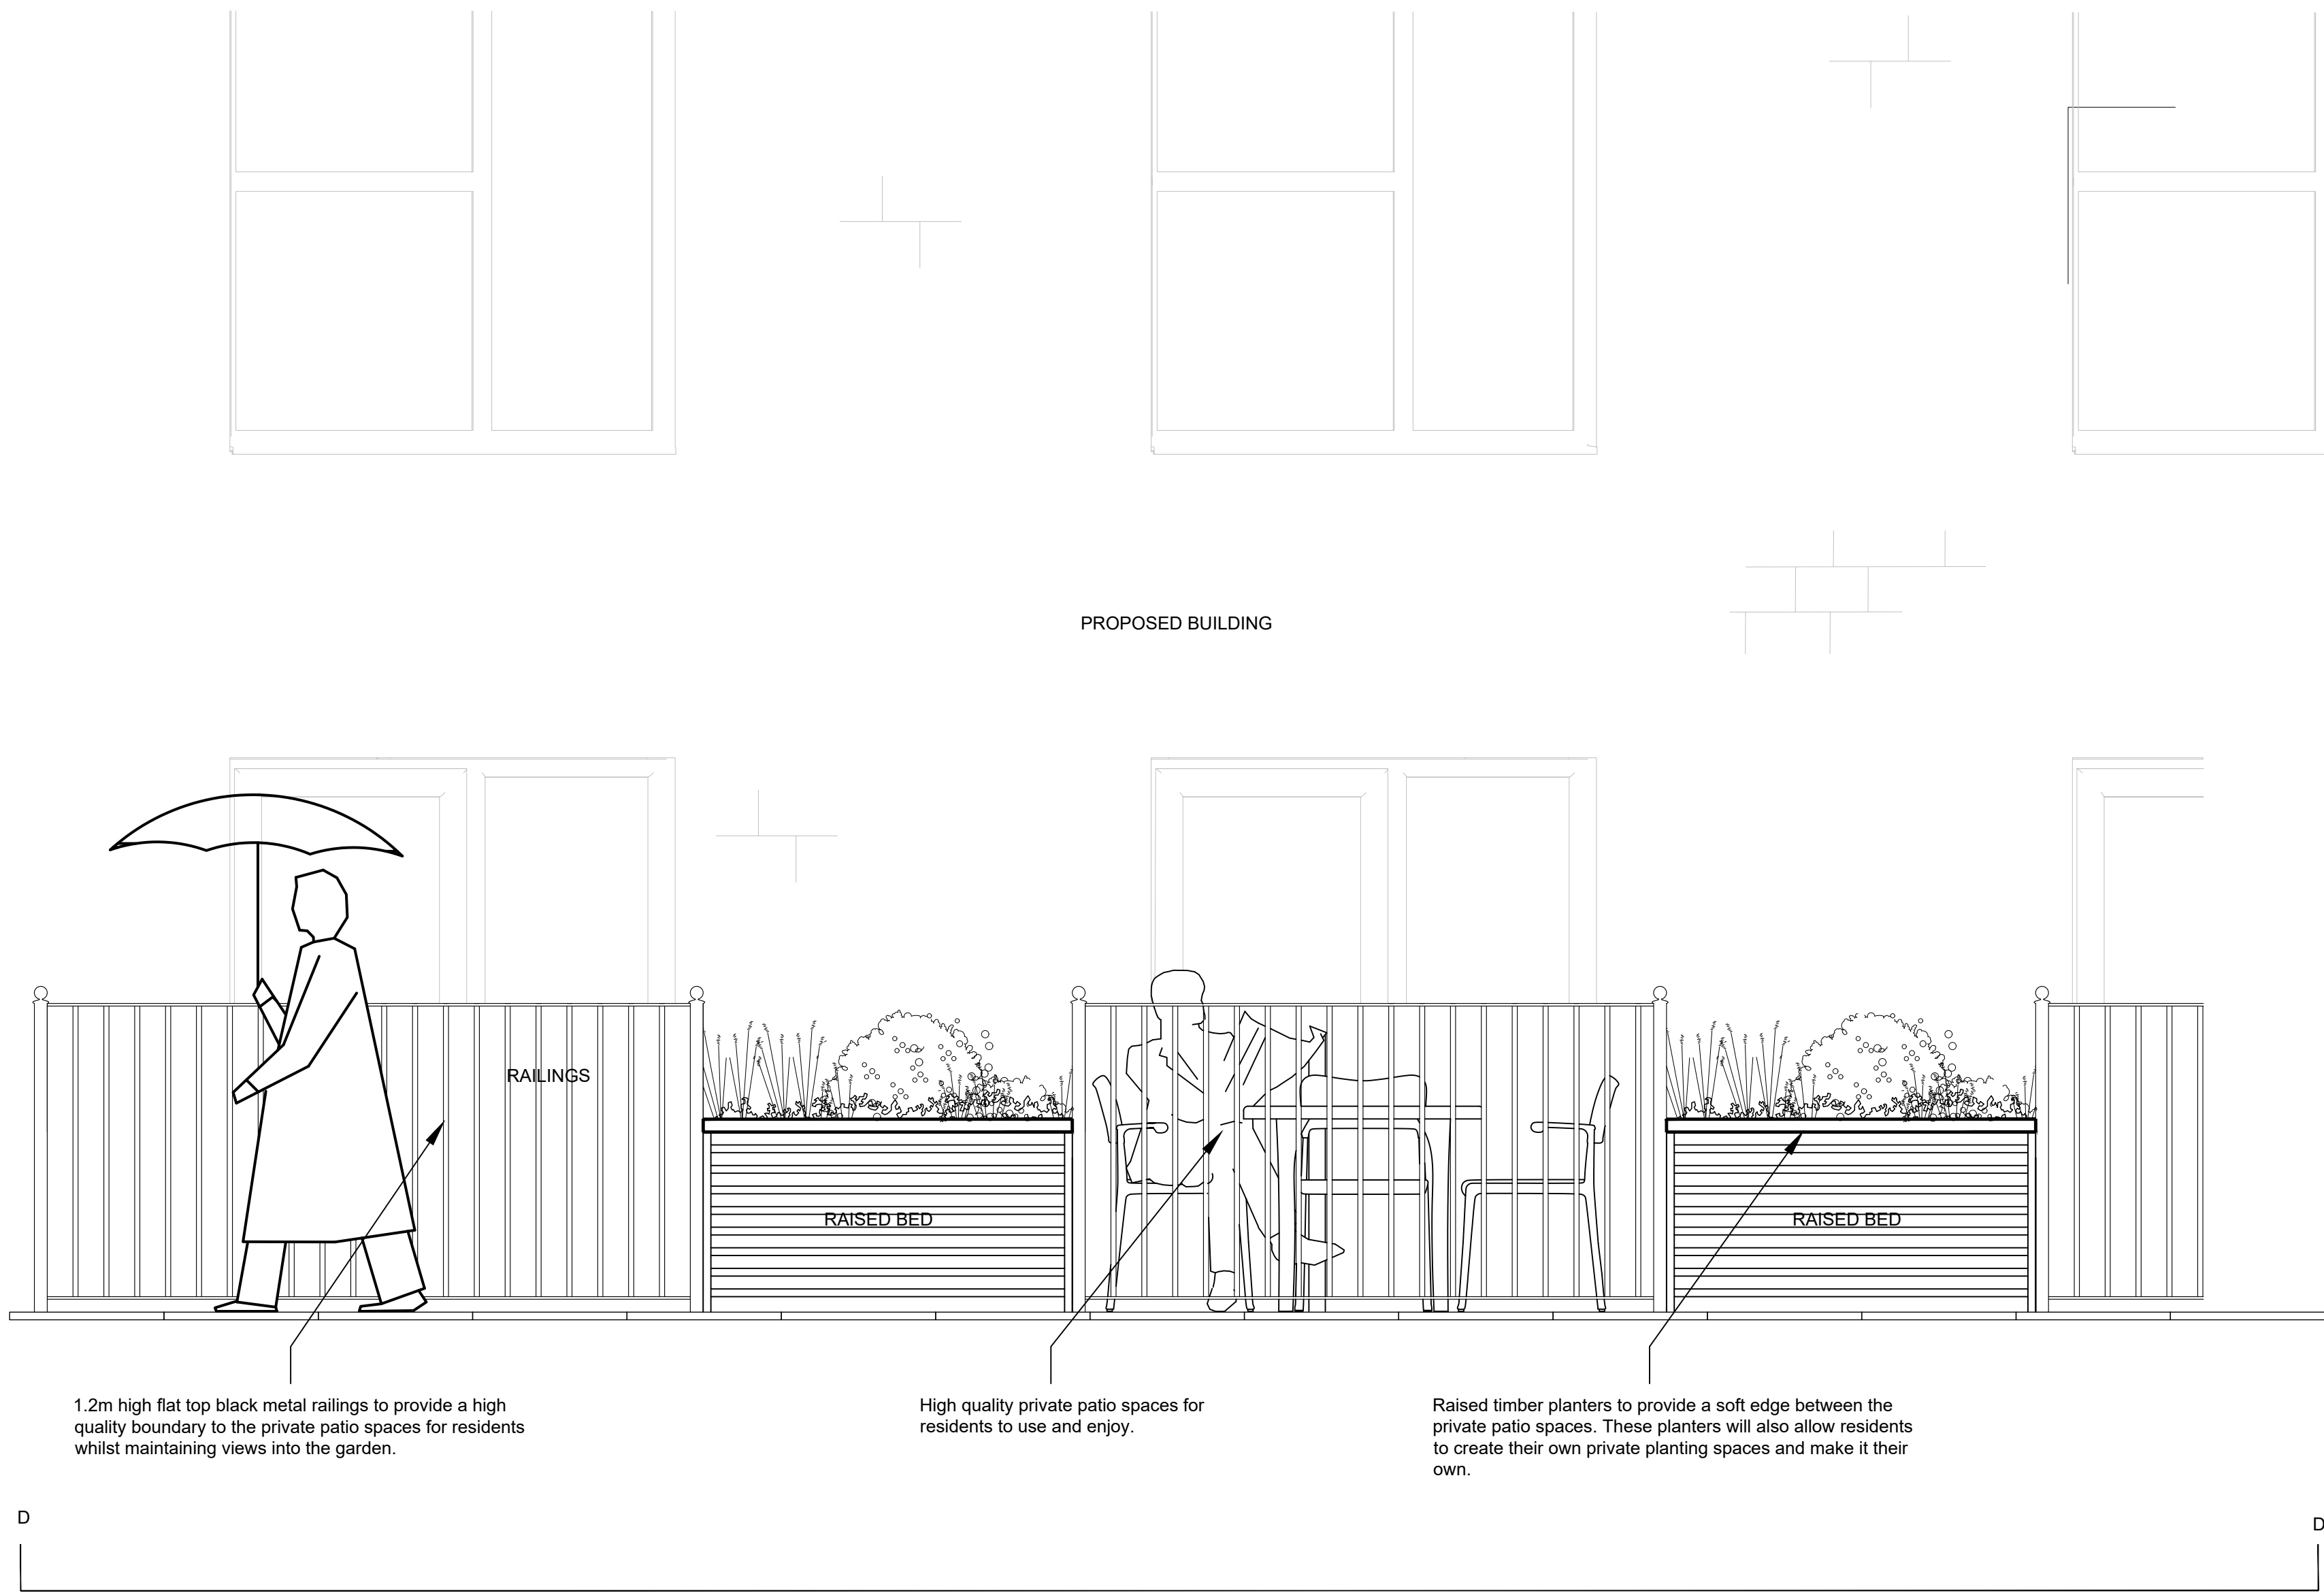 PROPOSED BUILDING
RAILINGS
RAISED BED
RAISED BED
1.2m high flat top black metal railings to provide a high
quality boundary to the private patio spaces for residents
whilst maintaining views into the garden.
High quality private patio spaces for
residents to use and enjoy.
Raised timber planters to provide a soft edge between the
private patio spaces. These planters will also allow residents
to create their own private planting spaces and make it their
own.
D
D